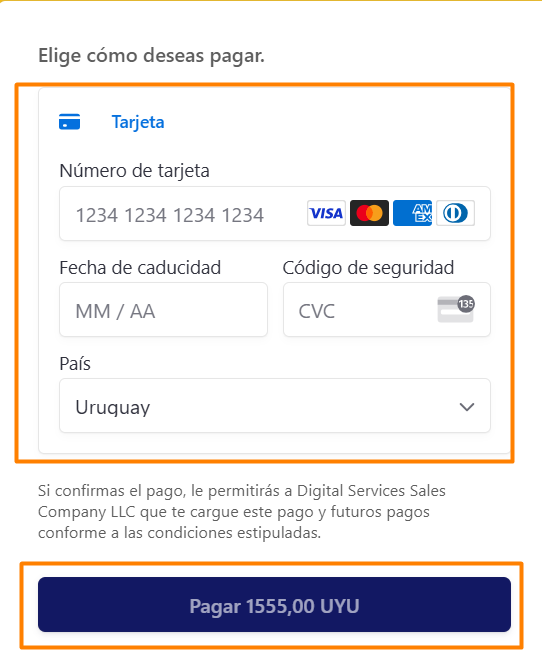 Elige cómo deseas pagar.
Tarjeta
Número de tarjeta
1234 1234 1234 1234 VISA AM EX
Fecha de caducidad Código de seguridad
MM / AA CVC 135
País
Uruguay
Si confirmas el pago, le permitirás a Digital Services Sales
Company LLC que te cargue este pago y futuros pagos
conforme a las condiciones estipuladas.
Pagar 1555,00 UYU